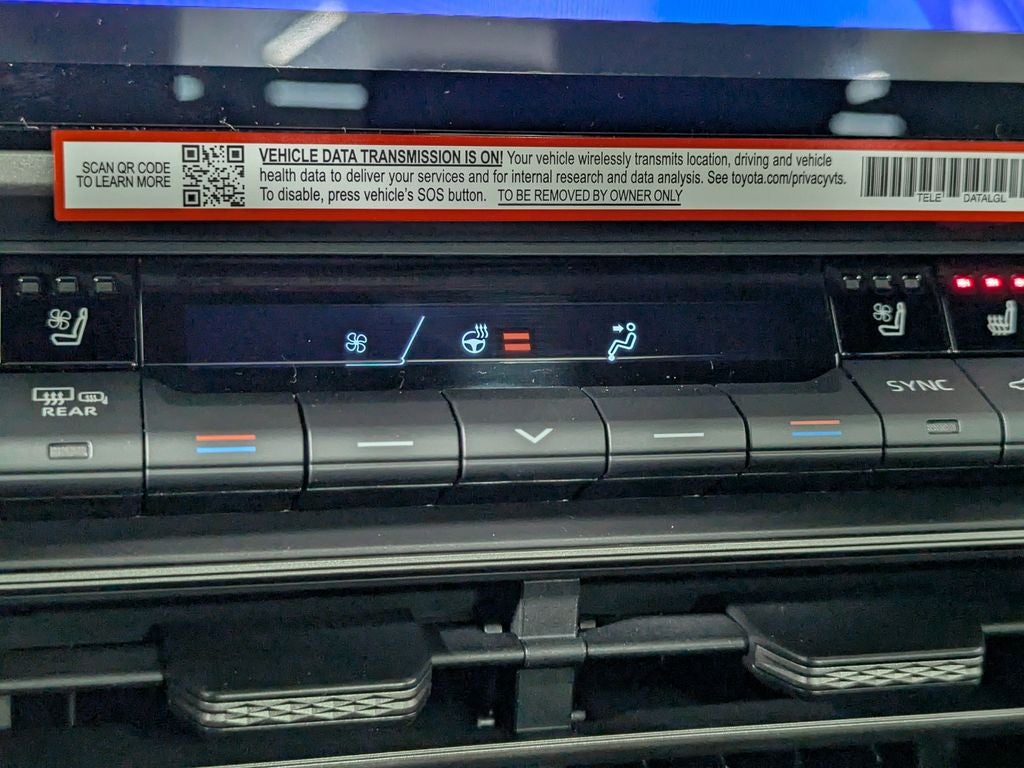 SCAN QR CODE
TO LEARN MORE
VEHICLE DATA TRANSMISSION IS ON! Your vehicle wirelessly transmits location, driving and vehicle
health data to deliver your services and for internal research and data analysis. See toyota.com/privacyvts.
To disable, press vehicle's SOS button. TO BE REMOVED BY OWNER ONLY
TELE DATALGL
REAR
SYNC